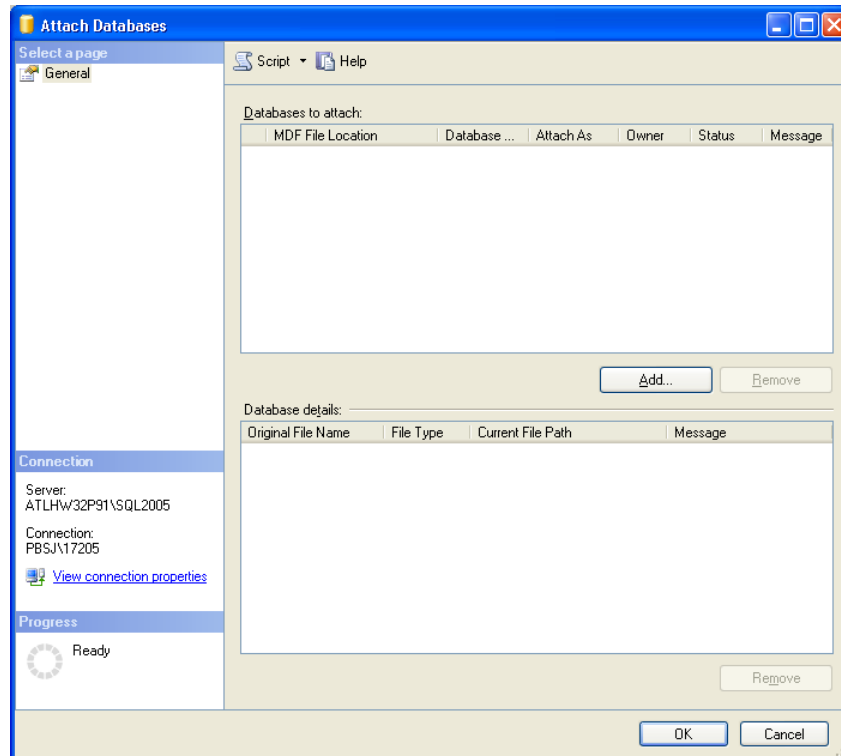 Attach Databases
Select a page
General
Script
Help
Databases to attach:
MDF File Location Database ... Attach As Owner Status Message
Add... Remove
Database details:
Original File Name File Type Current File Path Message
Connection
Server:
ATLHW32P91\SQL2005
Connection:
PBSJ\17205
View connection properties
Progress
Ready
Remove
OK Cancel